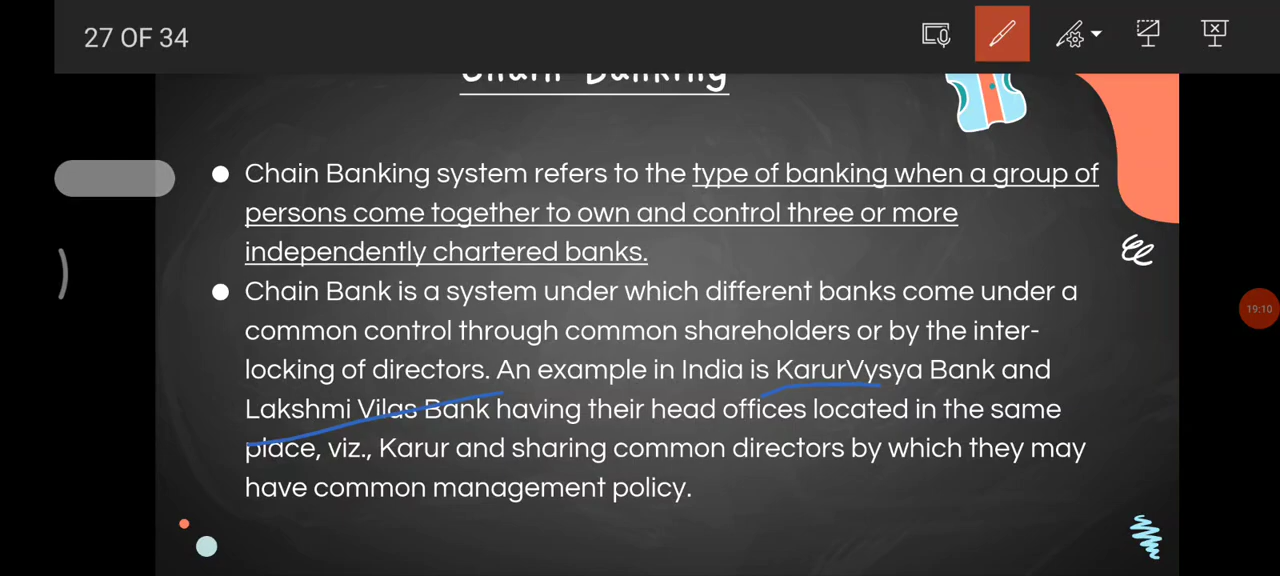 27 OF 34
Chain Banking
Chain Banking system refers to the type of banking when a group of
persons come together to own and control three or more
independently chartered banks.
Chain Bank is a system under which different banks come under a
common control through common shareholders or by the inter-
locking of directors. An example in India is KarurVysya Bank and
Lakshmi Vilas Bank having their head offices located in the same
place, viz., Karur and sharing common directors by which they may
have common management policy.
19:10